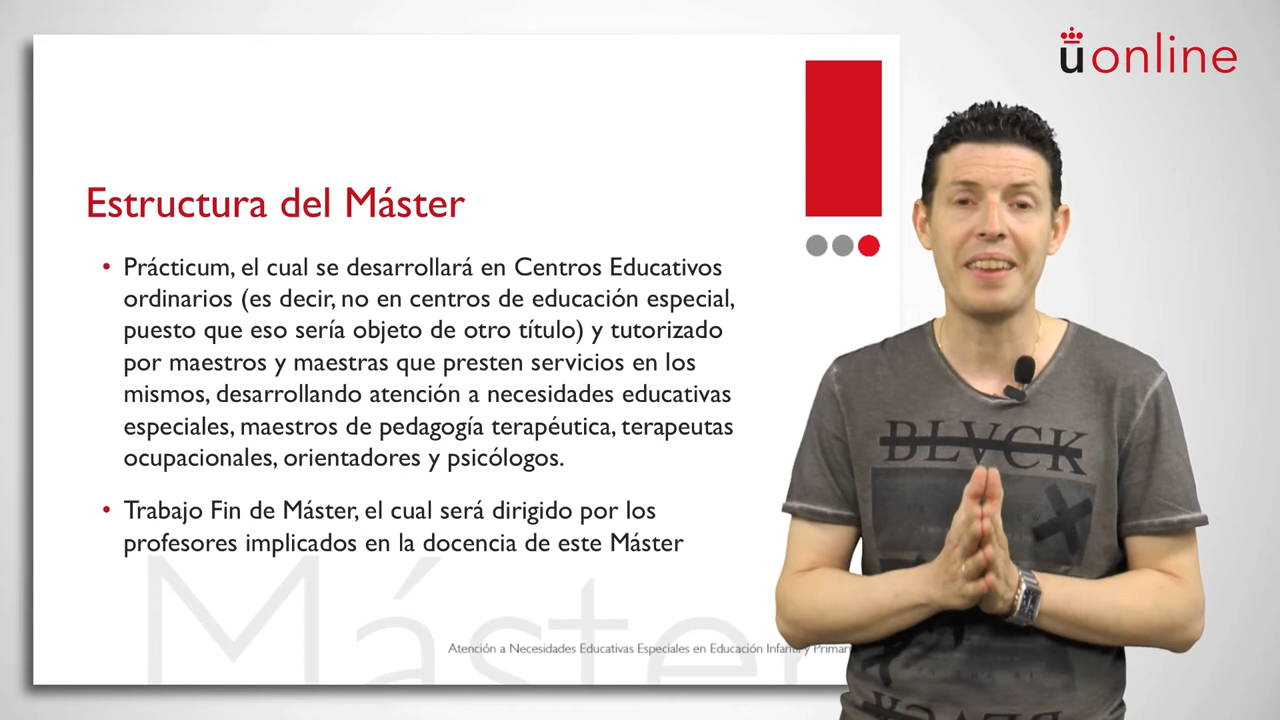 uonline
Estructura del Máster
• Prácticum, el cual se desarrollará en Centros Educativos
ordinarios (es decir, no en centros de educación especial,
puesto que eso sería objeto de otro título) y tutorizado
por maestros y maestras que presten servicios en los
mismos, desarrollando atención a necesidades educativas
especiales, maestros de pedagogía terapéutica, terapeutas
ocupacionales, orientadores y psicólogos.
• Trabajo Fin de Máster, el cual será dirigido por los
profesores implicados en la docencia de este Máster
Máster
Atención a Necesidades Educativas Especiales en Educación Infantil y Primar
BLVCK